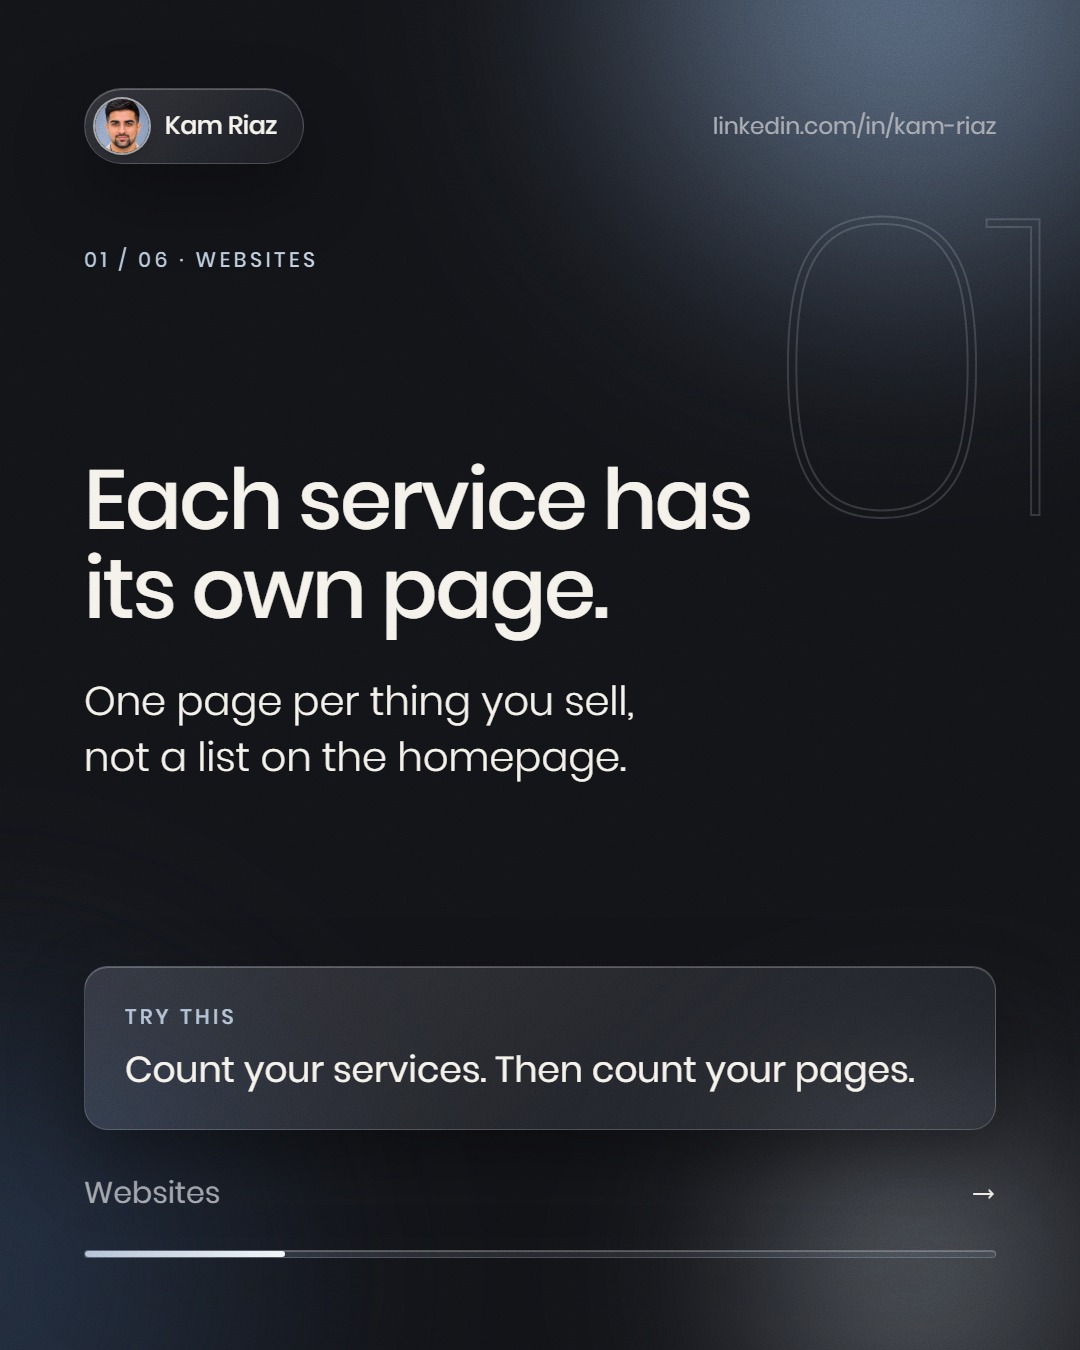 Kam Riaz
linkedin.com/in/kam-riaz
01 / 06 · WEBSITES
01
Each service has
its own page.
One page per thing you sell,
not a list on the homepage.
TRY THIS
Count your services. Then count your pages.
Websites →